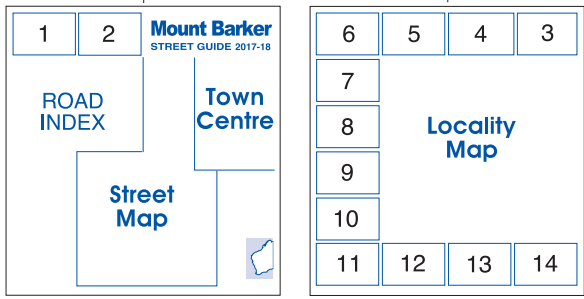 1 2 Mount Barker
STREET GUIDE 2017-18
ROAD
INDEX
Town
Centre
Street
Map
6 5 4 3
7
8
9
10
Locality
Map
11 12 13 14